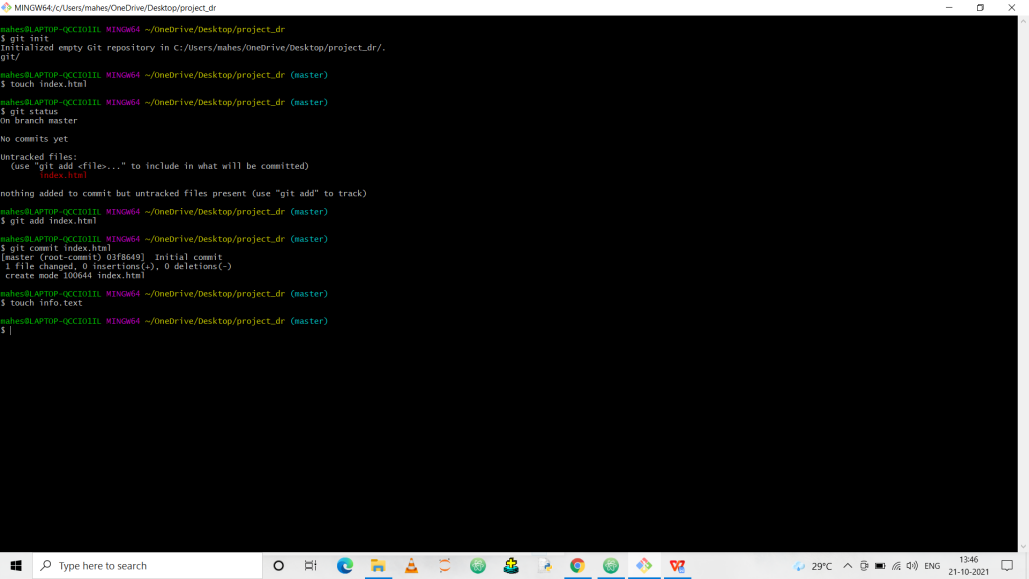 MINGW64:/c/Users/mahes/OneDrive/Desktop/project_dr
mahes@LAPTOP-QCCIO1IL MINGW64 ~/OneDrive/Desktop/project_dr
$ git init
Initialized empty Git repository in C:/Users/mahes/OneDrive/Desktop/project_dr/.
git/
mahes@LAPTOP-QCCIO1IL MINGW64 ~/OneDrive/Desktop/project_dr (master)
$ touch index.html
mahes@LAPTOP-QCCIO1IL MINGW64 ~/OneDrive/Desktop/project_dr (master)
$ git status
On branch master
No commits yet
Untracked files:
(use "git add <file>..." to include in what will be committed)
index.html
nothing added to commit but untracked files present (use "git add" to track)
mahes@LAPTOP-QCCIO1IL MINGW64 ~/OneDrive/Desktop/project_dr (master)
$ git add index.html
mahes@LAPTOP-QCCIO1IL MINGW64 ~/OneDrive/Desktop/project_dr (master)
$ git commit index.html
[master (root-commit) 03f8649]  Initial commit
1 file changed, 0 insertions(+), 0 deletions(-)
create mode 100644 index.html
mahes@LAPTOP-QCCIO1IL MINGW64 ~/OneDrive/Desktop/project_dr (master)
$ touch info.text
mahes@LAPTOP-QCCIO1IL MINGW64 ~/OneDrive/Desktop/project_dr (master)
$
Type here to search
29°C
ENG
13:46
21-10-2021